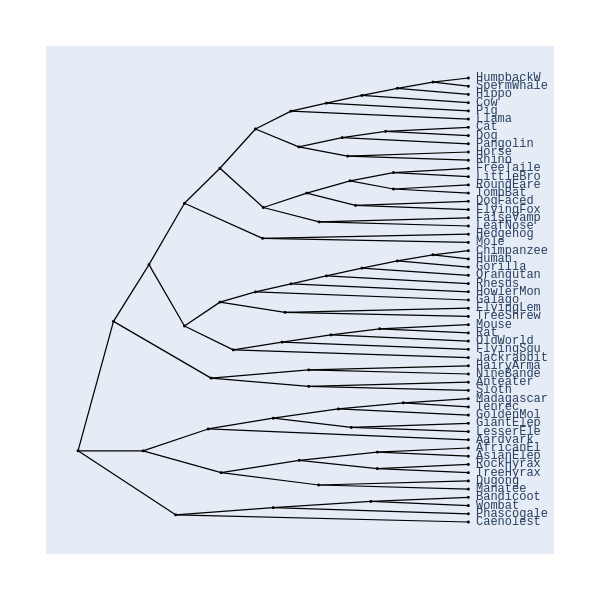 HumpbackW
SpermWhale
Hippo
Cow
Pig
Llama
Cat
Dog
Pangolin
Horse
Rhino
FreeTaile
LittleBro
RoundEare
TombBat
DogFaced
FlyingFox
FalseVamp
LeafNose
Hedgehog
Mole
Chimpanzee
Human
Gorilla
Orangutan
Rhesus
HowlerMon
Galago
FlyingLem
TreeShrew
Mouse
Rat
OldWorld
FlyingSqu
Jackrabbit
HairyArma
NineBande
Anteater
Sloth
Madagascar
Tenrec
GoldenMol
GiantElep
LesserEle
Aardvark
AfricanEl
AsianElep
RockHyrax
TreeHyrax
Dugong
Manatee
Bandicoot
Wombat
Phascogale
Caenolest